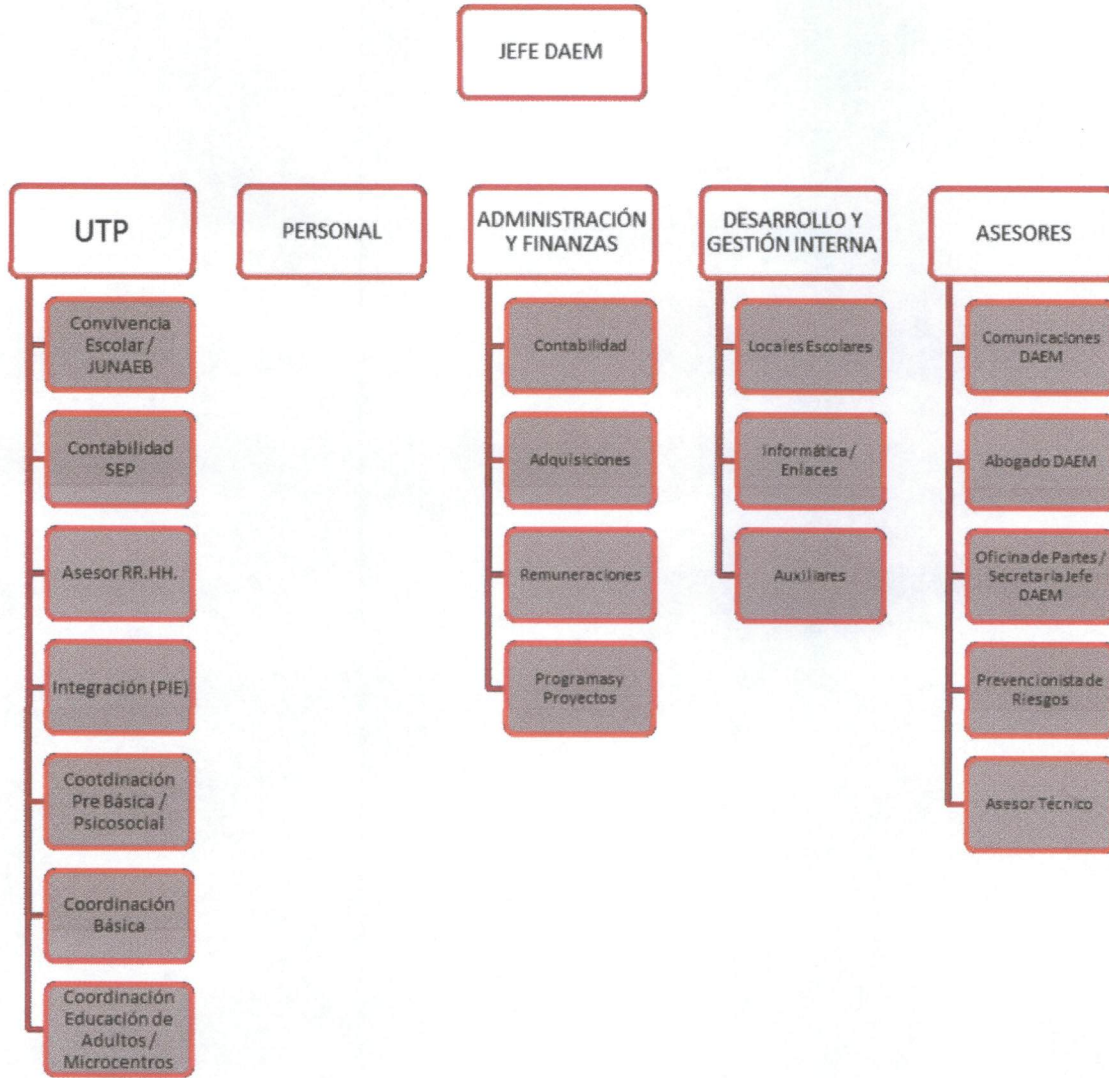 JEFE DAEM
UTP
Convivencia
Escolar /
JUNAEB
Contabilidad
SEP
Asesor RR.HH.
Integración (PIE)
Cootdinación
Pre Básica /
Psicosocial
Coordinación
Básica
Coordinación
Educación de
Adultos /
Microcentros
PERSONAL
ADMINISTRACIÓN
Y FINANZAS
Contabilidad
Adquisiciones
Remuneraciones
Programas y
Proyectos
DESARROLLO Y
GESTIÓN INTERNA
Locales Escolares
Informática /
Enlaces
Auxiliares
ASESORES
Comunicaciones
DAEM
Abogado DAEM
Oficina de Partes /
Secretaria Jefe
DAEM
Prevencionista de
Riesgos
Asesor Técnico